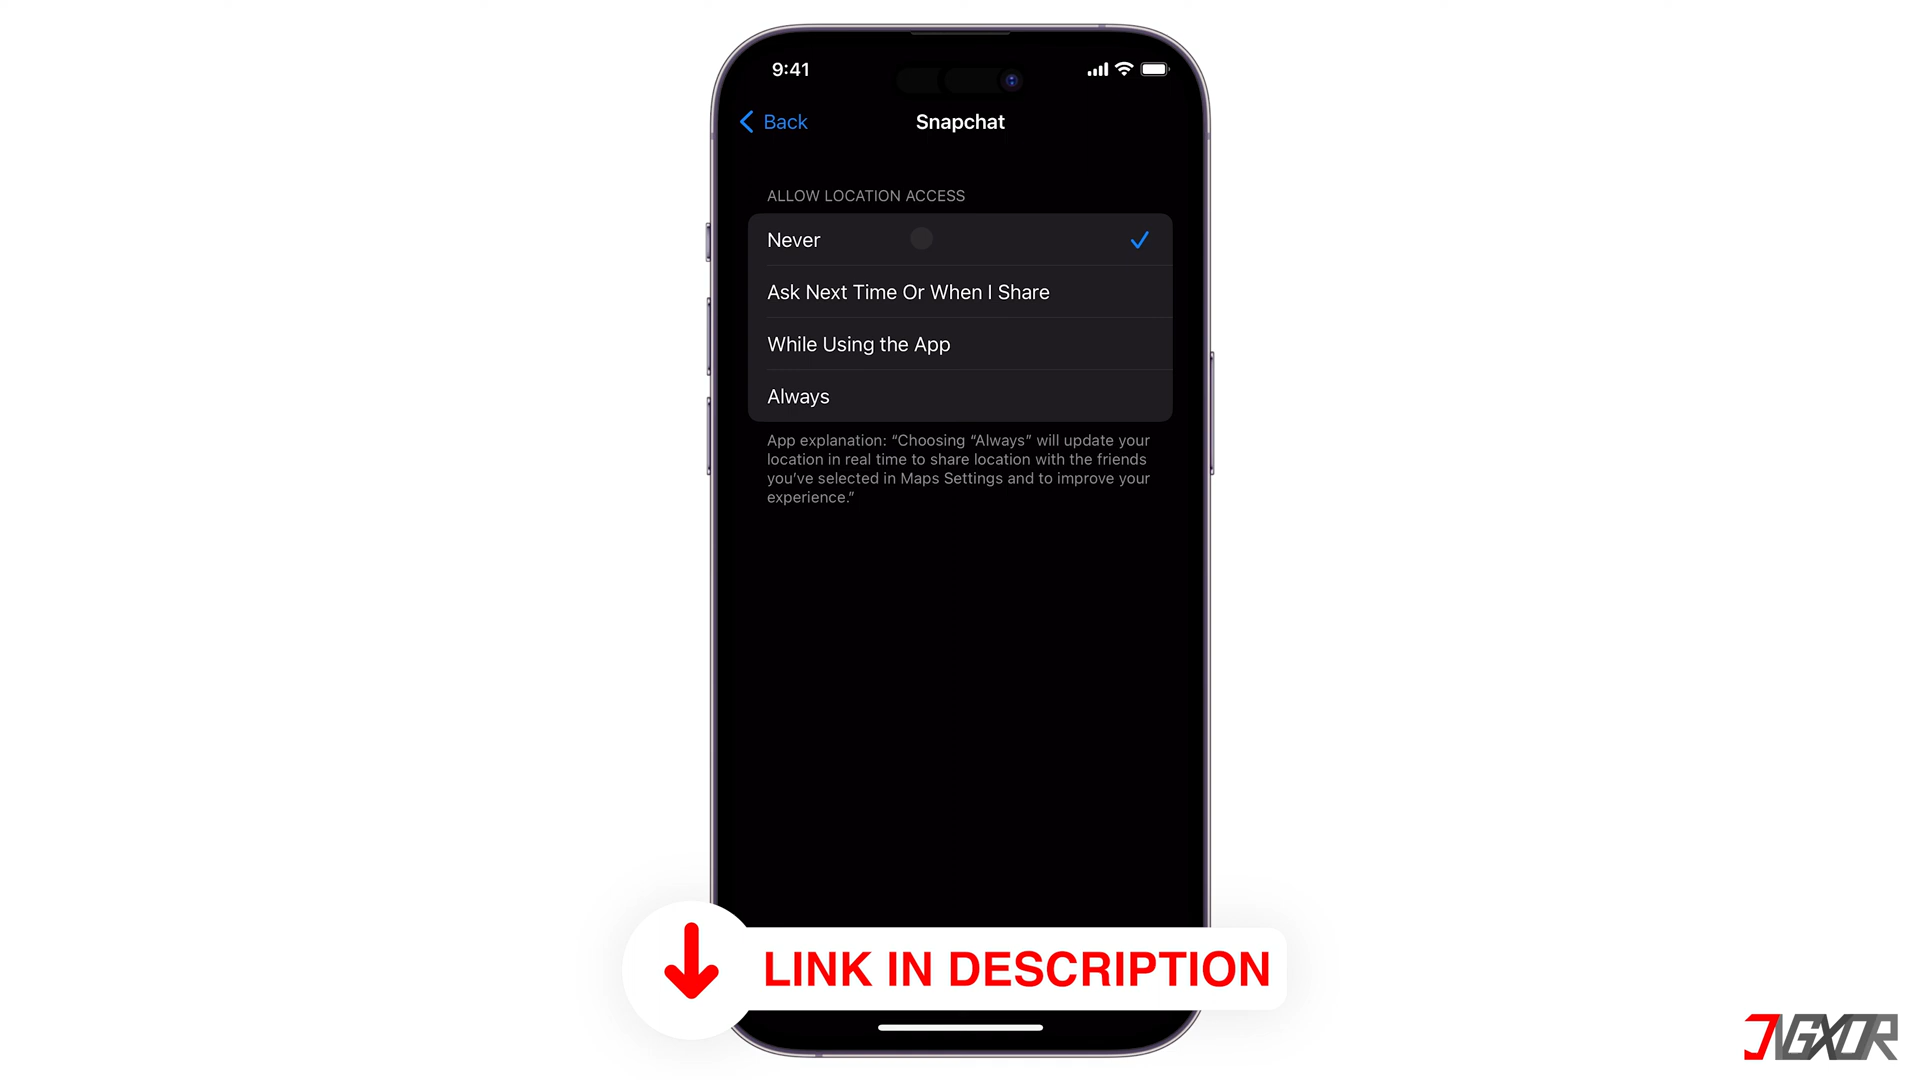 9:41
Back
Snapchat
ALLOW LOCATION ACCESS
Never
Ask Next Time Or When I Share
While Using the App
Always
App explanation: “Choosing “Always” will update your
location in real time to share location with the friends
you’ve selected in Maps Settings and to improve your
experience.”
LINK IN DESCRIPTION
JVGXOR